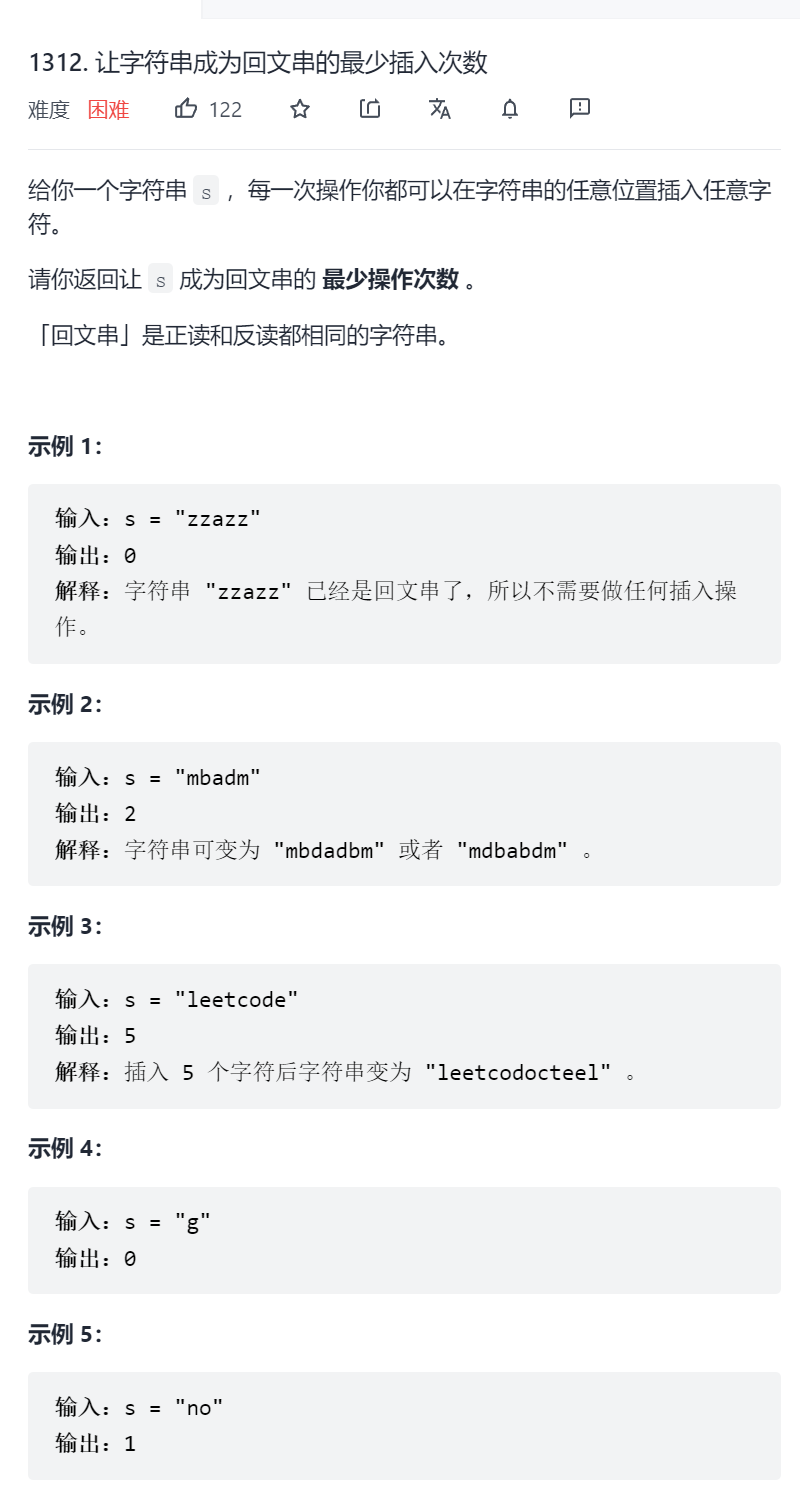 1312. 让字符串成为回文串的最少插入次数
难度 困难 122
给你一个字符串 s ，每一次操作你都可以在字符串的任意位置插入任意字
符。
请你返回让 s 成为回文串的 最少操作次数 。
「回文串」是正读和反读都相同的字符串。
示例 1：
输入：s = "zzazz"
输出：0
解释：字符串 "zzazz" 已经是回文串了，所以不需要做任何插入操
作。
示例 2：
输入：s = "mbadm"
输出：2
解释：字符串可变为 "mbdadbm" 或者 "mdbabdm" 。
示例 3：
输入：s = "leetcode"
输出：5
解释：插入 5 个字符后字符串变为 "leetcodocteel" 。
示例 4：
输入：s = "g"
输出：0
示例 5：
输入：s = "no"
输出：1